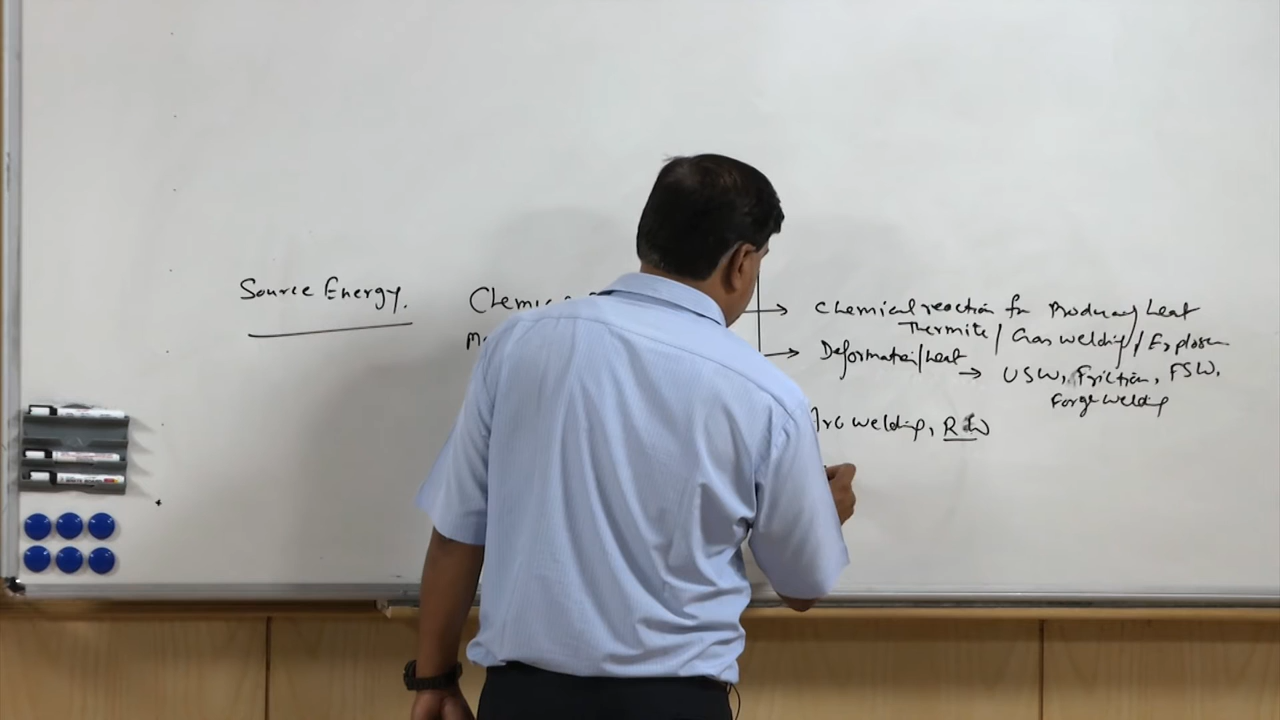 Source Energy.
Chemical reaction for Producing heat
Thermite / Gas welding / Explosen
Deformation/heat
→ USW, Friction, FSW,
Forge welding
Arc welding, RW